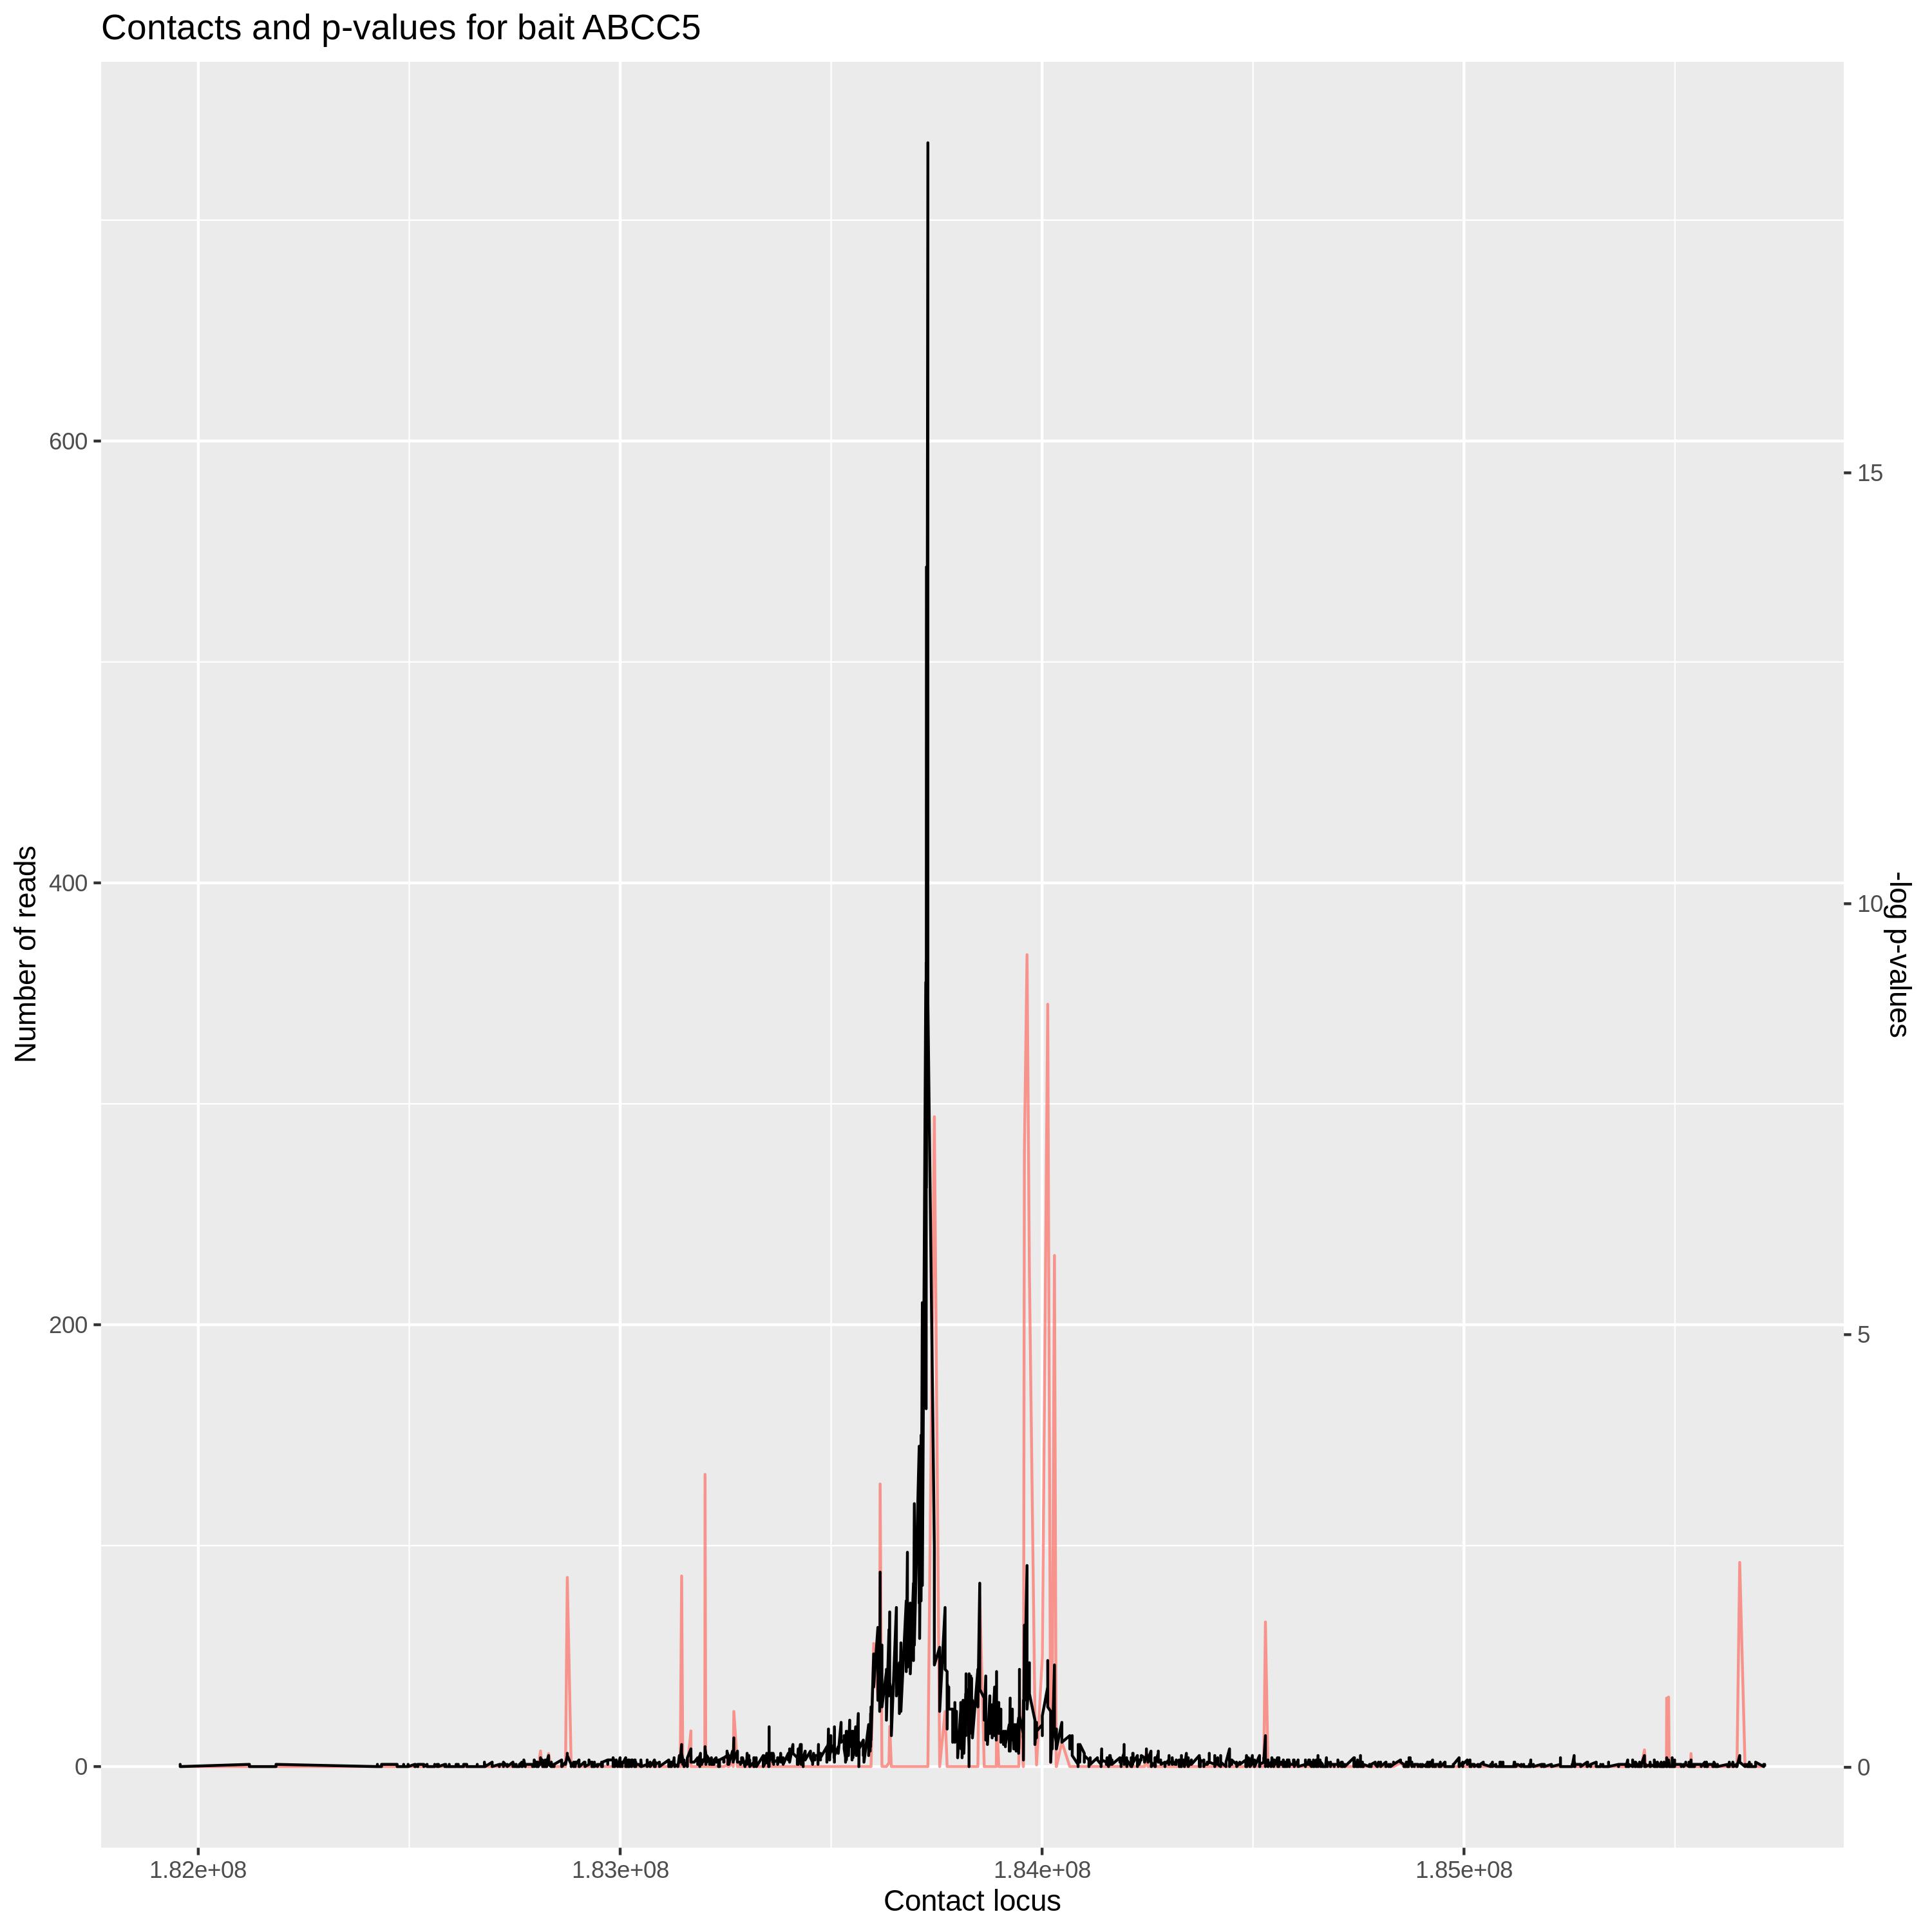 Contacts and p-values for bait ABCC5
Number of reads
600
400
200
0
15
10
5
0
-log p-values
1.82e+08
1.83e+08
1.84e+08
1.85e+08
Contact locus